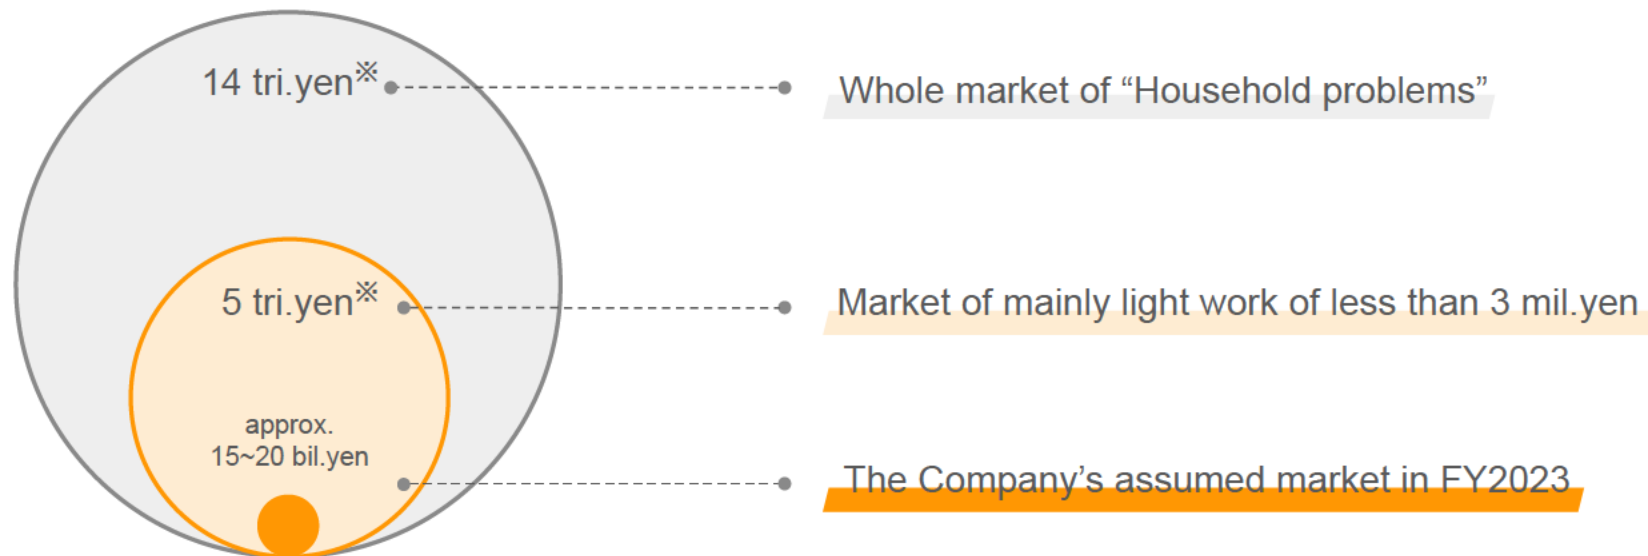 14 tri.yen※
Whole market of “Household problems”
5 tri.yen※
Market of mainly light work of less than 3 mil.yen
approx.
15~20 bil.yen
The Company’s assumed market in FY2023